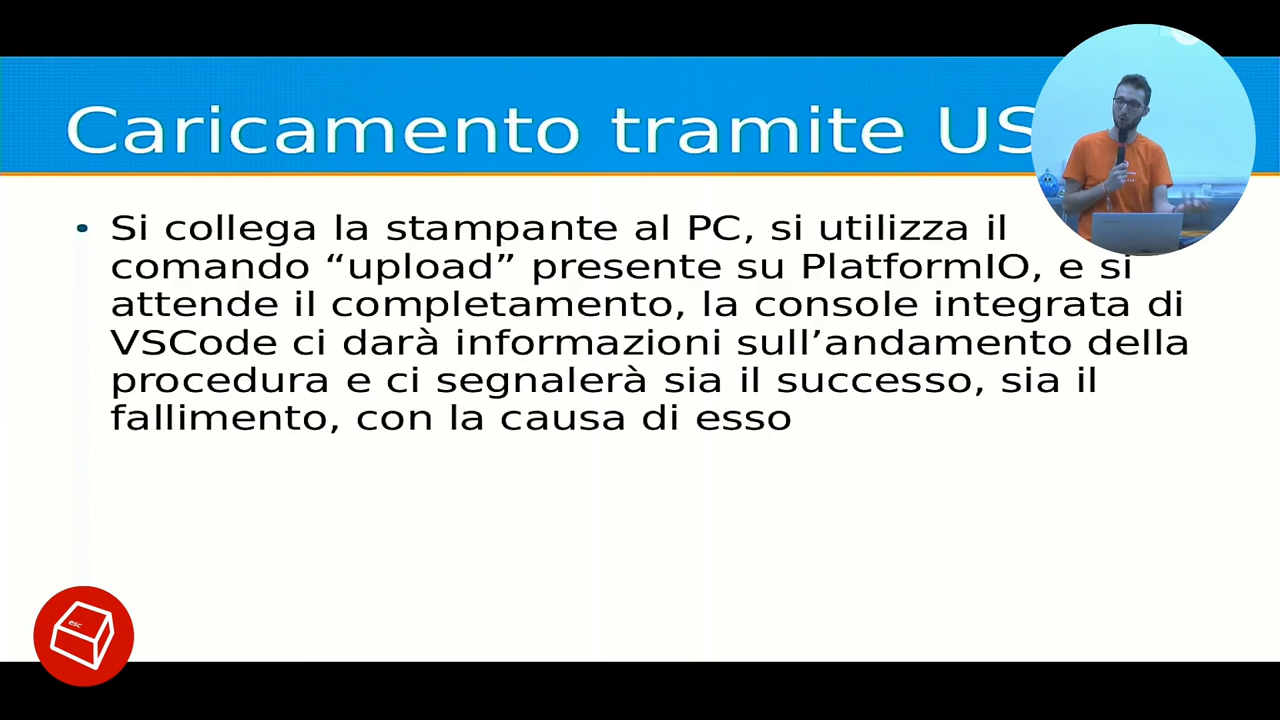 Caricamento tramite US
• Si collega la stampante al PC, si utilizza il
comando “upload” presente su PlatformIO, e si
attende il completamento, la console integrata di
VSCode ci darà informazioni sull’andamento della
procedura e ci segnalerà sia il successo, sia il
fallimento, con la causa di esso
esc